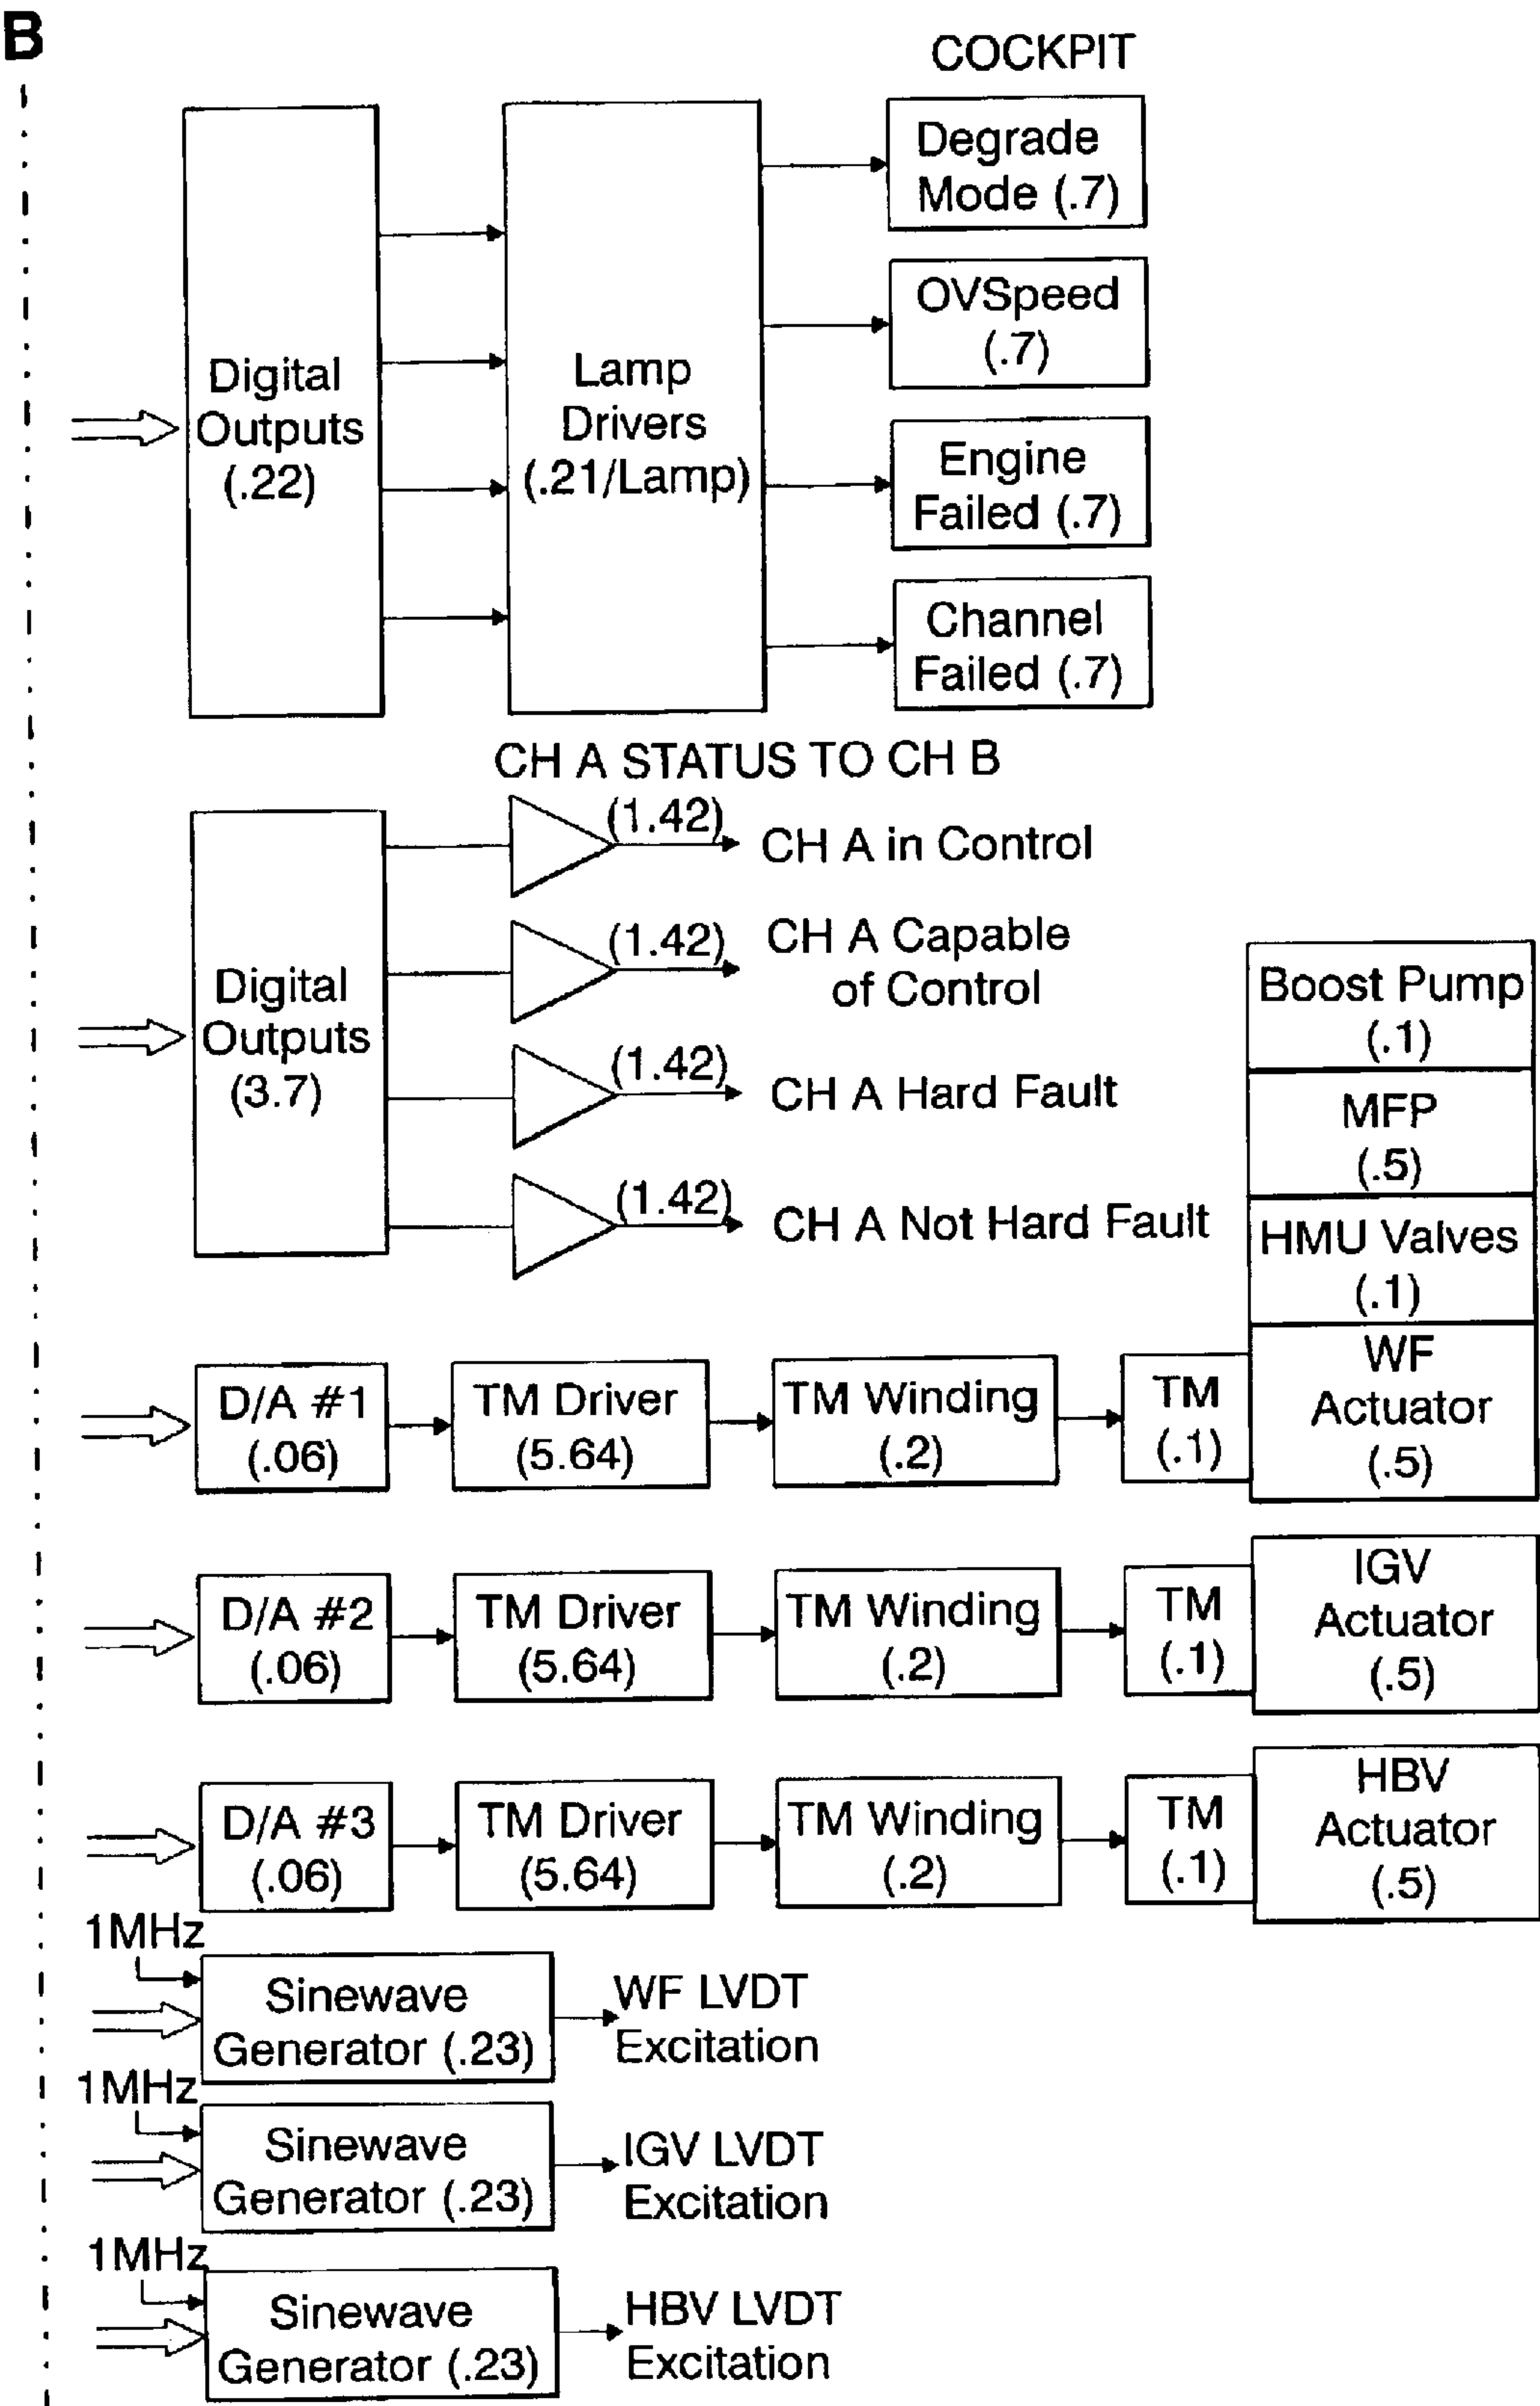 B
COCKPIT
Digital
Outputs
(.22)
Lamp
Drivers
(.21/Lamp)
Degrade
Mode (.7)
OVSpeed
(.7)
Engine
Failed (.7)
Channel
Failed (.7)
CH A STATUS TO CH B
Digital
Outputs
(3.7)
(1.42)
CH A in Control
(1.42)
CH A Capable
of Control
(1.42)
CH A Hard Fault
(1.42)
CH A Not Hard Fault
Boost Pump
(.1)
MFP
(.5)
HMU Valves
(.1)
WF
Actuator
(.5)
D/A #1
(.06)
TM Driver
(5.64)
TM Winding
(.2)
TM
(.1)
D/A #2
(.06)
TM Driver
(5.64)
TM Winding
(.2)
TM
(.1)
IGV
Actuator
(.5)
D/A #3
(.06)
TM Driver
(5.64)
TM Winding
(.2)
TM
(.1)
HBV
Actuator
(.5)
1MHz
Sinewave
Generator (.23)
WF LVDT
Excitation
1MHz
Sinewave
Generator (.23)
IGV LVDT
Excitation
1MHz
Sinewave
Generator (.23)
HBV LVDT
Excitation